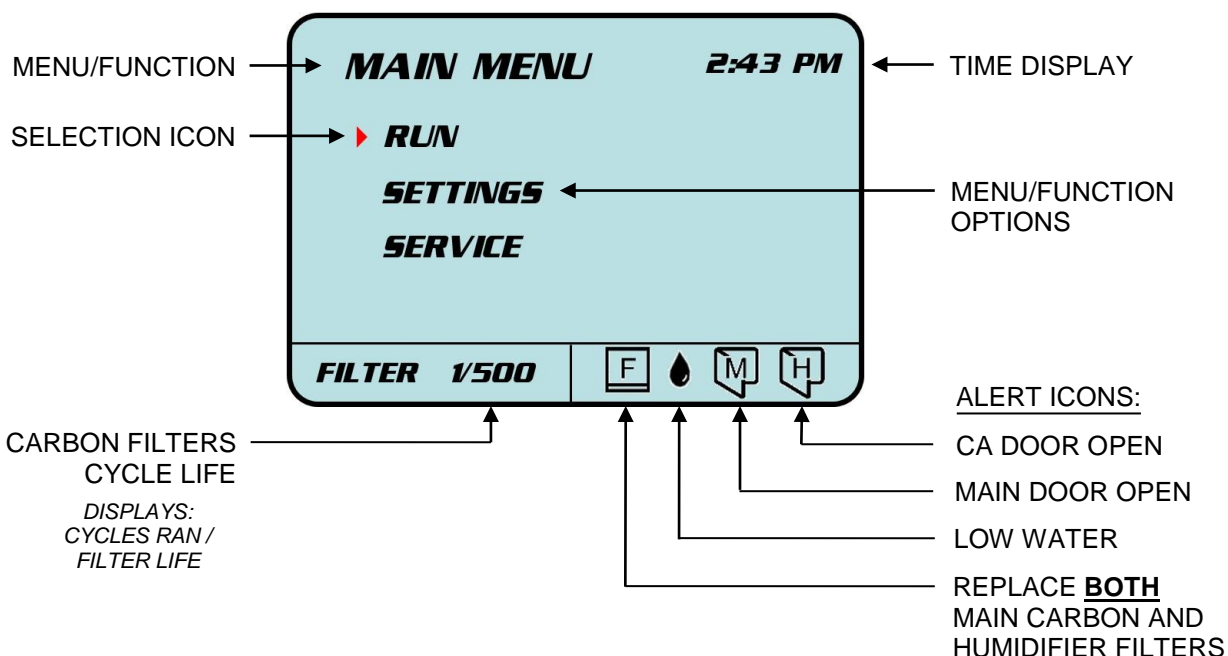 MENU/FUNCTION
MAIN MENU
2:43 PM
TIME DISPLAY
SELECTION ICON
RUN
SETTINGS
MENU/FUNCTION
OPTIONS
SERVICE
FILTER 1/500
F
M
H
CARBON FILTERS
CYCLE LIFE
DISPLAYS:
CYCLES RAN /
FILTER LIFE
ALERT ICONS:
CA DOOR OPEN
MAIN DOOR OPEN
LOW WATER
REPLACE BOTH
MAIN CARBON AND
HUMIDIFIER FILTERS